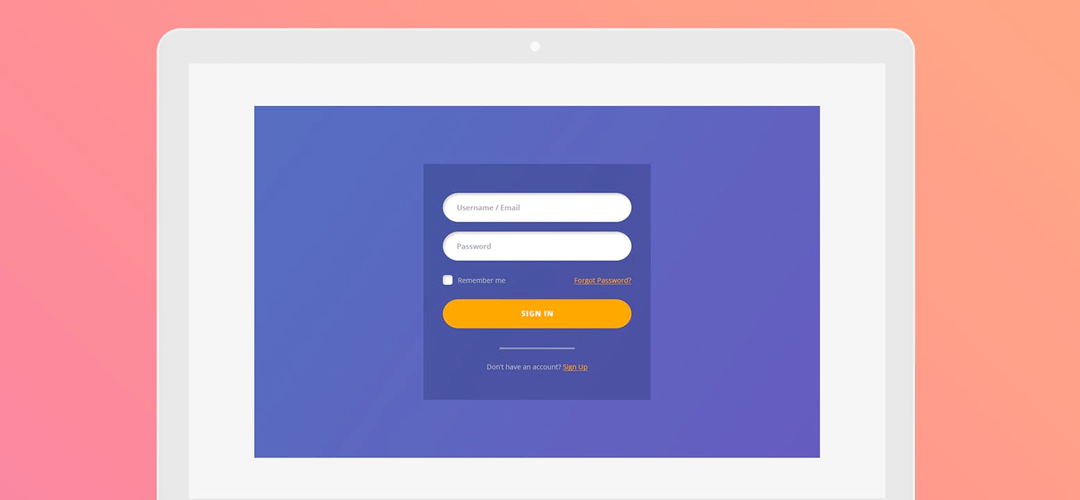 Username / Email
Password
Remember me Forgot Password?
SIGN IN
Don't have an account? Sign Up